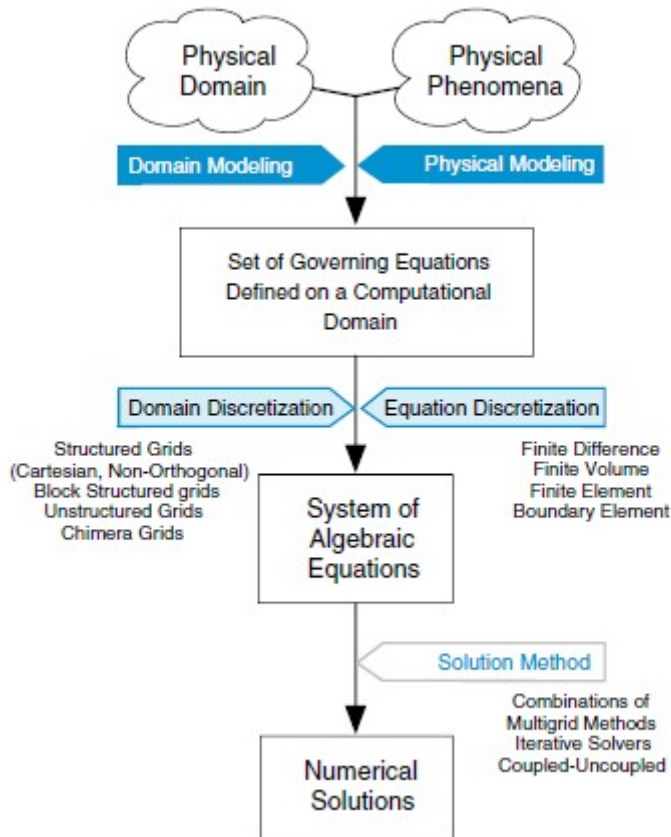 Physical
Domain
Physical
Phenomena
Domain Modeling
Physical Modeling
Set of Governing Equations
Defined on a Computational
Domain
Domain Discretization
Equation Discretization
Structured Grids
(Cartesian, Non-Orthogonal)
Block Structured grids
Unstructured Grids
Chimera Grids
Finite Difference
Finite Volume
Finite Element
Boundary Element
System of
Algebraic
Equations
Solution Method
Combinations of
Multigrid Methods
Iterative Solvers
Coupled-Uncoupled
Numerical
Solutions